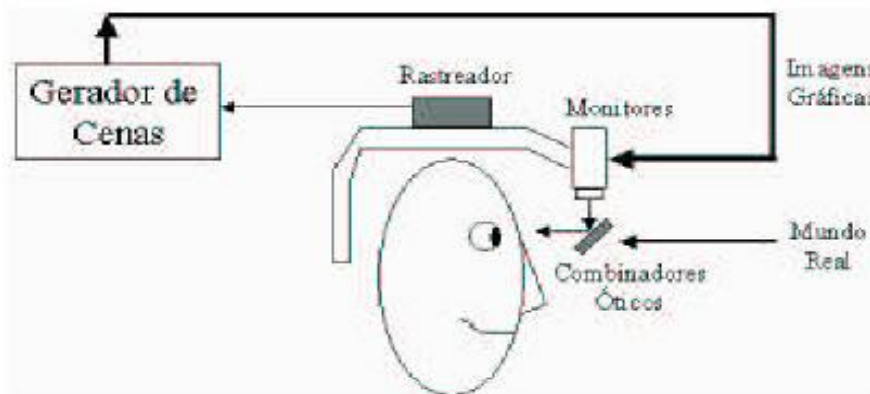 Gerador de
Cenas
Rastreador
Monitores
Imagens
Gráficas
Mundo
Real
Combinadores
Óticos